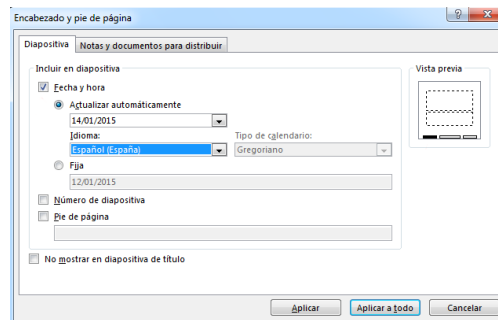 Encabezado y pie de página
Diapositiva Notas y documentos para distribuir
Incluir en diapositiva Vista previa
Fecha y hora
Actualizar automáticamente
14/01/2015
Idioma: Tipo de calendario:
Español (España) Gregoriano
Fija
12/01/2015
Número de diapositiva
Pie de página
No mostrar en diapositiva de título
Aplicar Aplicar a todo Cancelar